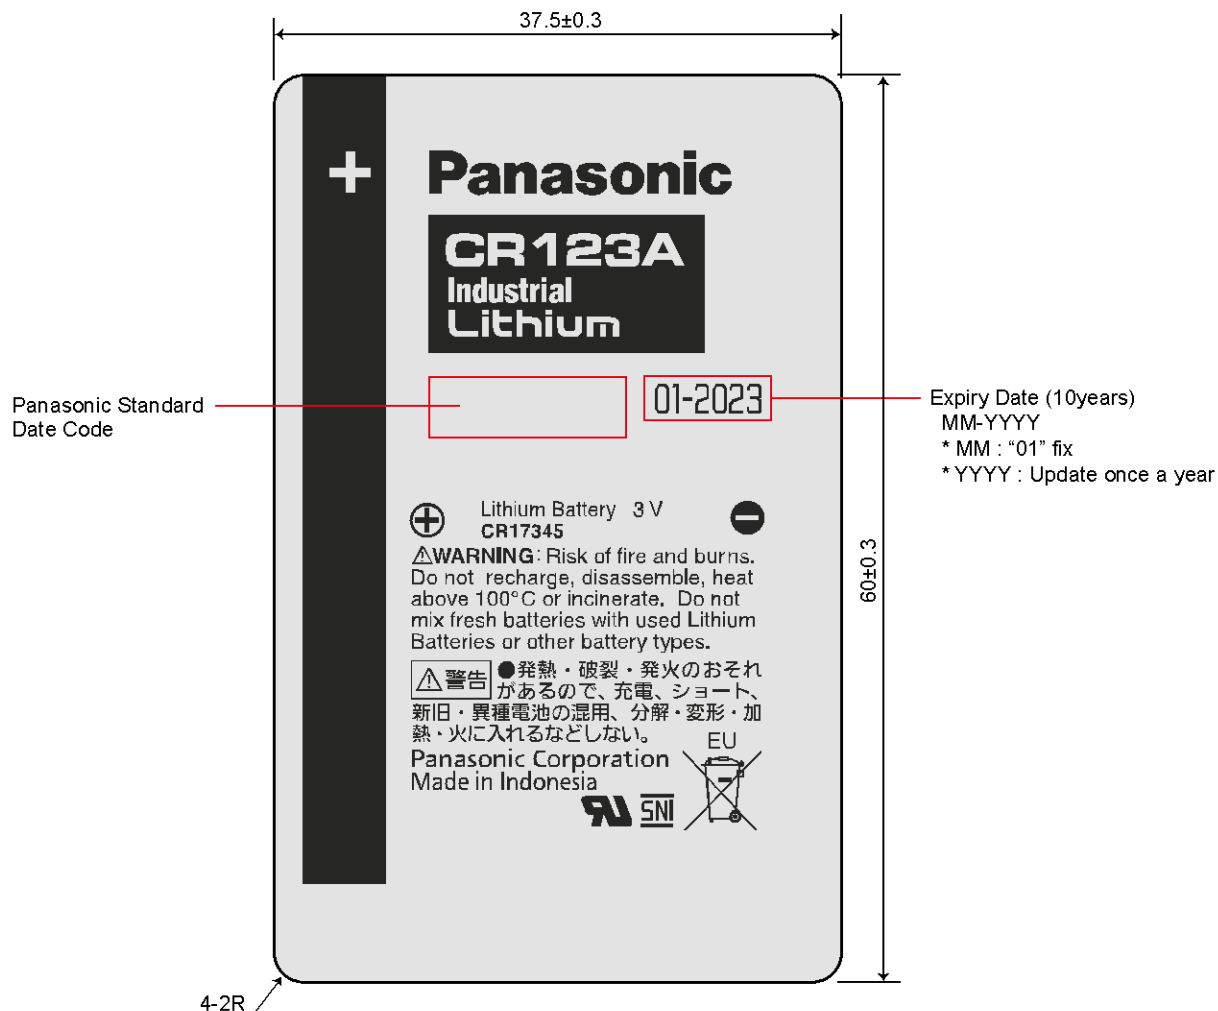 37.5±0.3
+
Panasonic
CR123A
Industrial
Lithium
01-2023
Panasonic Standard
Date Code
Expiry Date (10years)
MM-YYYY
* MM : “01” fix
* YYYY : Update once a year
Lithium Battery 3 V
CR17345
⚠WARNING: Risk of fire and burns.
Do not recharge, disassemble, heat
above 100°C or incinerate. Do not
mix fresh batteries with used Lithium
Batteries or other battery types.
⚠警告 ●発熱・破裂・発火のおそれ
があるので、充電、ショート、
新旧・異種電池の混用、分解・変形・加
熱・火に入れるなどしない。
Panasonic Corporation
Made in Indonesia
EU
RU SNI
60±0.3
4-2R